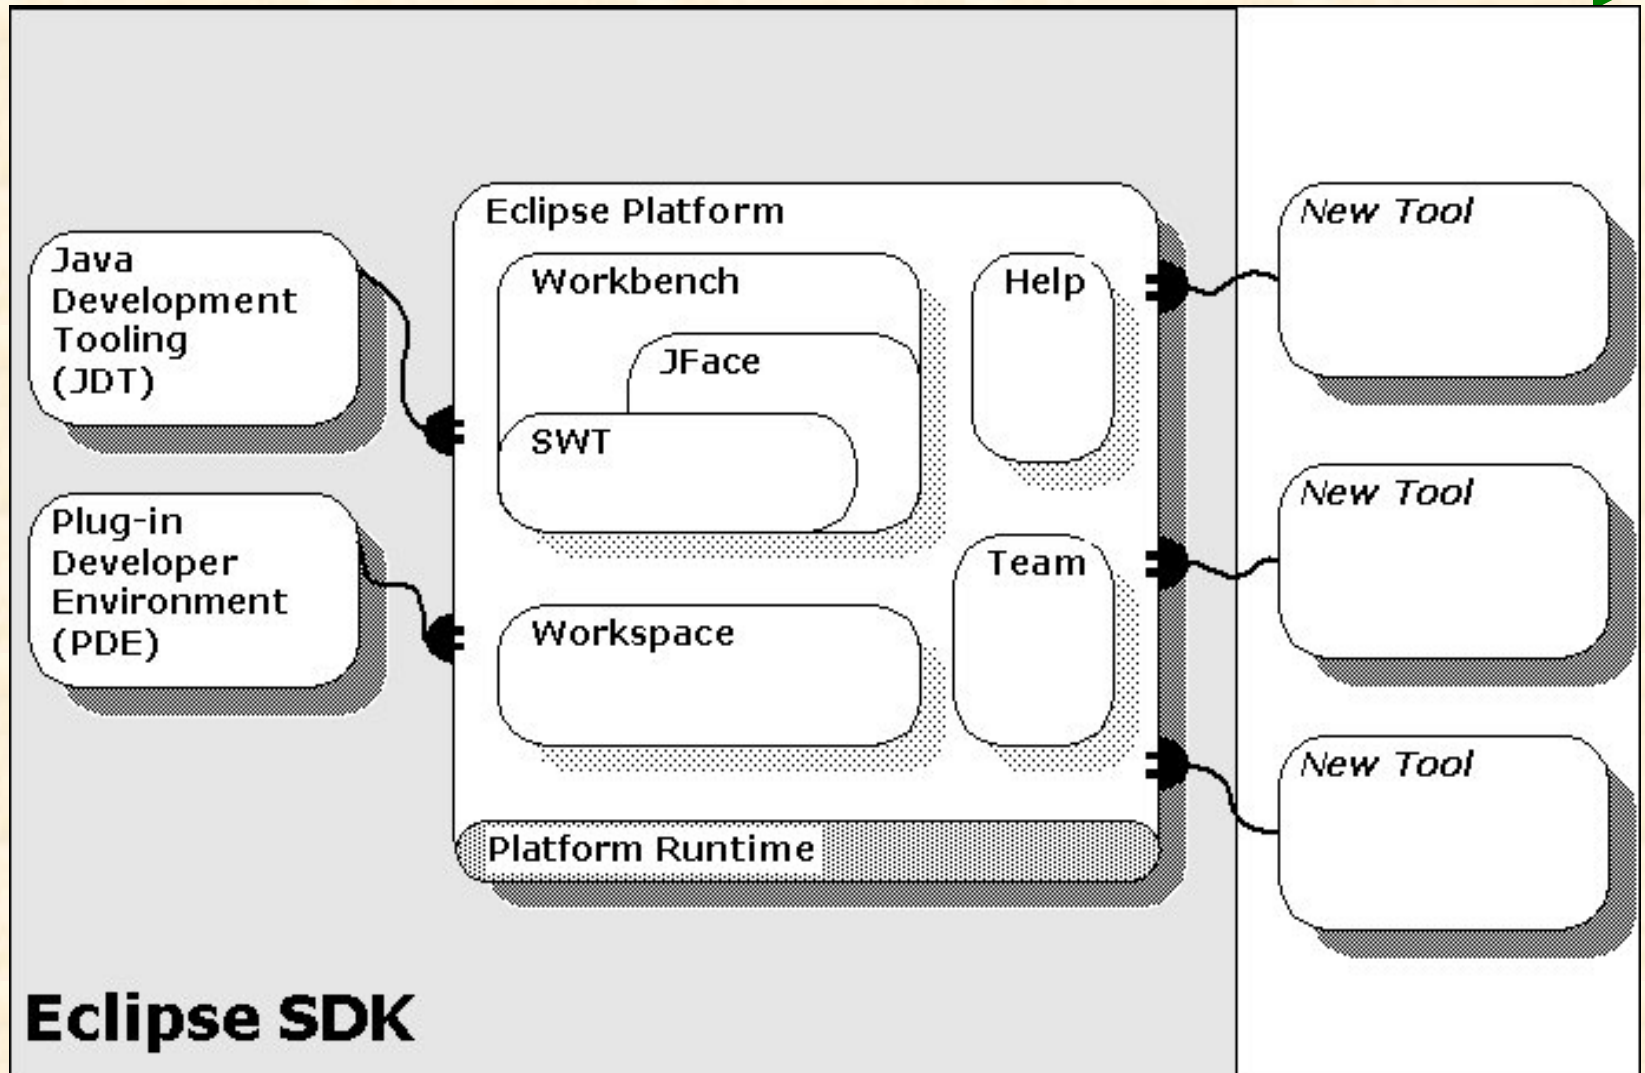 Eclipse Platform
New Tool
Java
Development
Tooling
(JDT)
Workbench
Help
JFace
SWT
New Tool
Plug-in
Developer
Environment
(PDE)
Team
Workspace
New Tool
Platform Runtime
Eclipse SDK